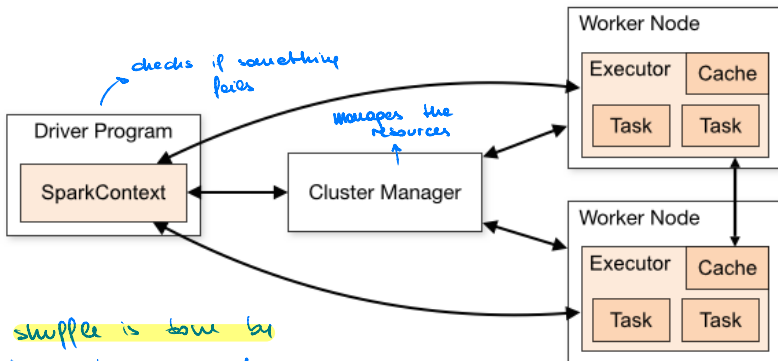 Worker Node
checks if something
fails
Executor
Cache
manages the
resources
Driver Program
Task
Task
SparkContext
Cluster Manager
Worker Node
Executor
Cache
shuffle is done by
Task
Task